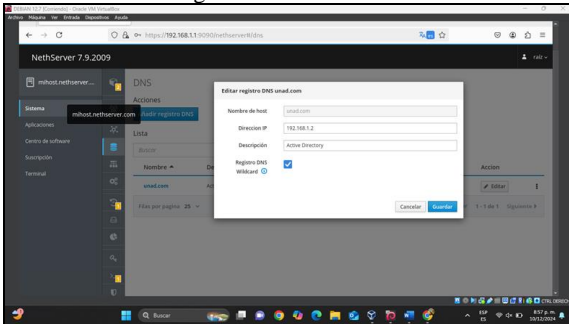 DEBIAN 12.7 [Corriendo] - Oracle VM VirtualBox
Archivo Máquina Ver Entrada Dispositivos Ayuda
https://192.168.1.1:9090/nethserver#/dns
NethServer 7.9.2009
raíz
mihost.nethserver....
DNS
Editar registro DNS unad.com
Acciones
Sistema
mihost.nethserver.com
Añadir registro DNS
Nombre de host
unad.com
Aplicaciones
Lista
Direccion IP
192.168.1.2
Centro de software
Buscar
Descripción
Active Directory
Suscripción
Registro DNS
Wildcard
Terminal
Nombre
De
Accion
unad.com
Editar
Filas por pagina 25
Cancelar
Guardar
1 - 1 de 1
Siguiente
CTRL DERECHO
Buscar
ESP
ES
8:57 p. m.
10/12/2024